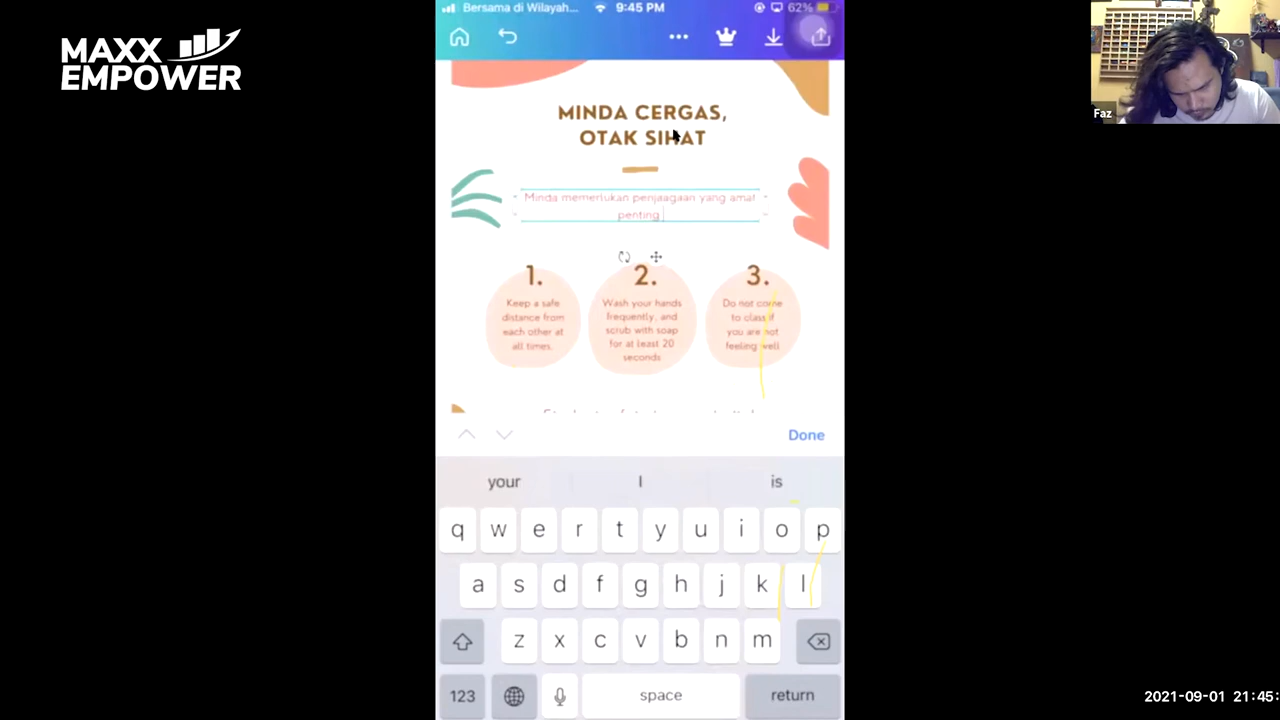 MAXX
EMPOWER
Bersama di Wilayah...
9:45 PM
62%
Faz
MINDA CERGAS,
OTAK SIHAT
Minda memerlukan penjaagaan yang amat
penting
1.
Keep a safe
distance from
each other at
all times.
2.
Wash your hands
frequently, and
scrub with soap
for at least 20
seconds
3.
Do not come
to class if
you are not
feeling well
Done
your I is
q w e r t y u i o p
a s d f g h j k l
z x c v b n m
123 space return
2021-09-01 21:45: